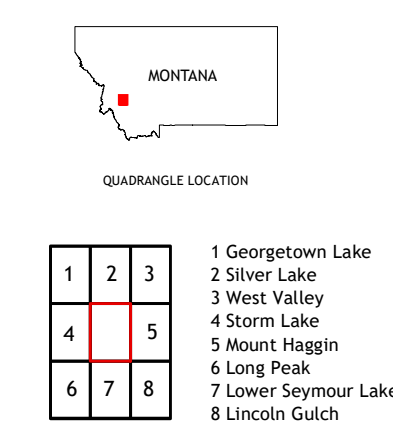 MONTANA
QUADRANGLE LOCATION
1 2 3
4 5
6 7 8
1 Georgetown Lake
2 Silver Lake
3 West Valley
4 Storm Lake
5 Mount Haggin
6 Long Peak
7 Lower Seymour Lake
8 Lincoln Gulch